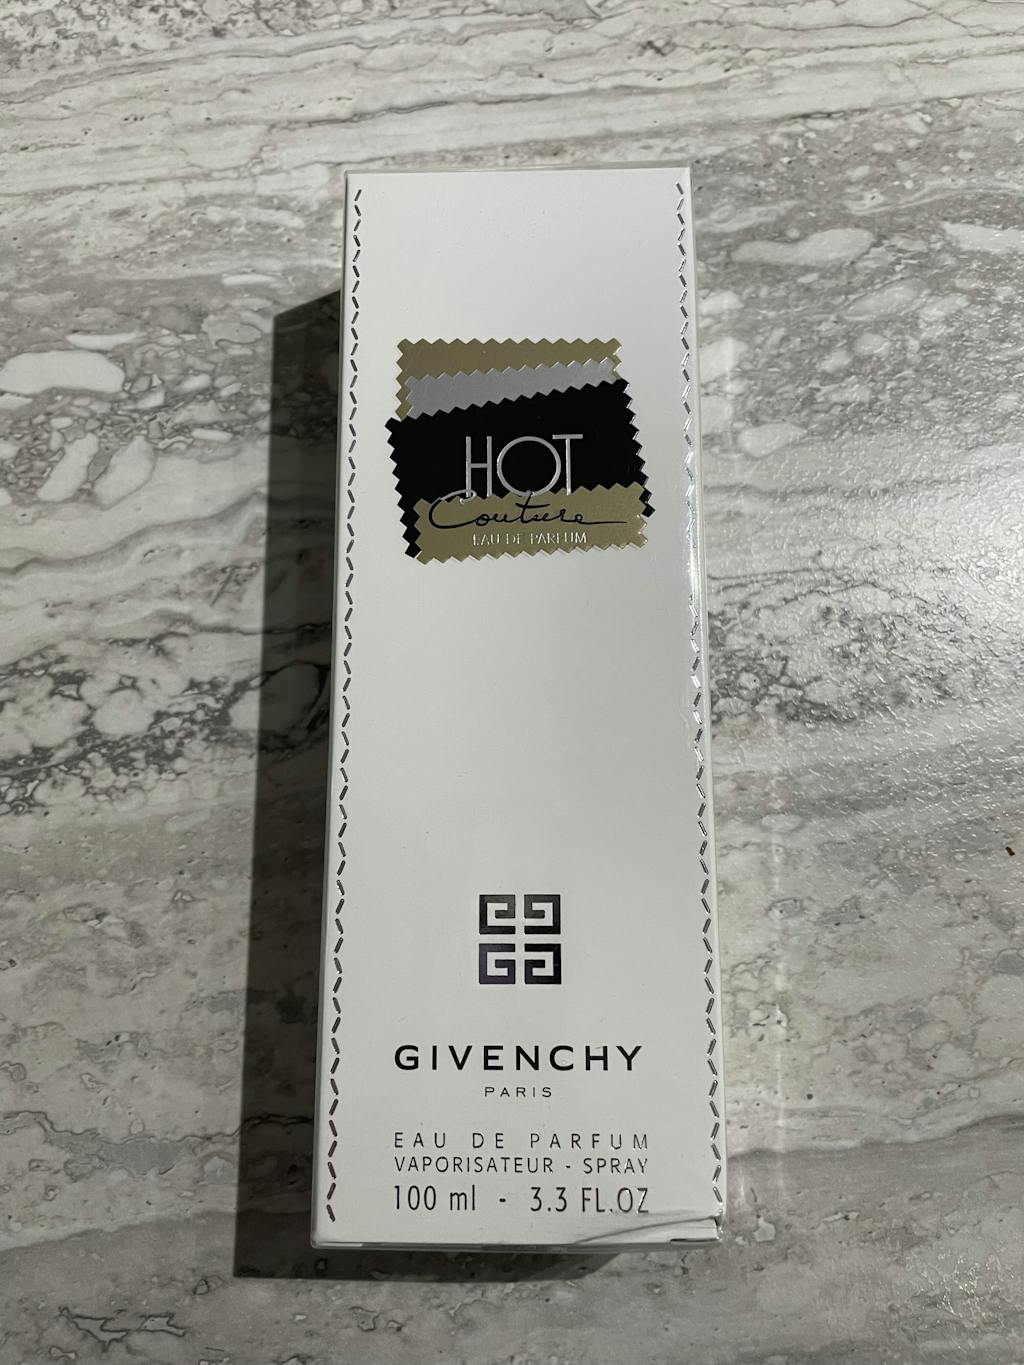 HOT
Couture
EAU DE PARFUM
GIVENCHY
PARIS
EAU DE PARFUM
VAPORISATEUR - SPRAY
100 ml - 3.3 FL.OZ